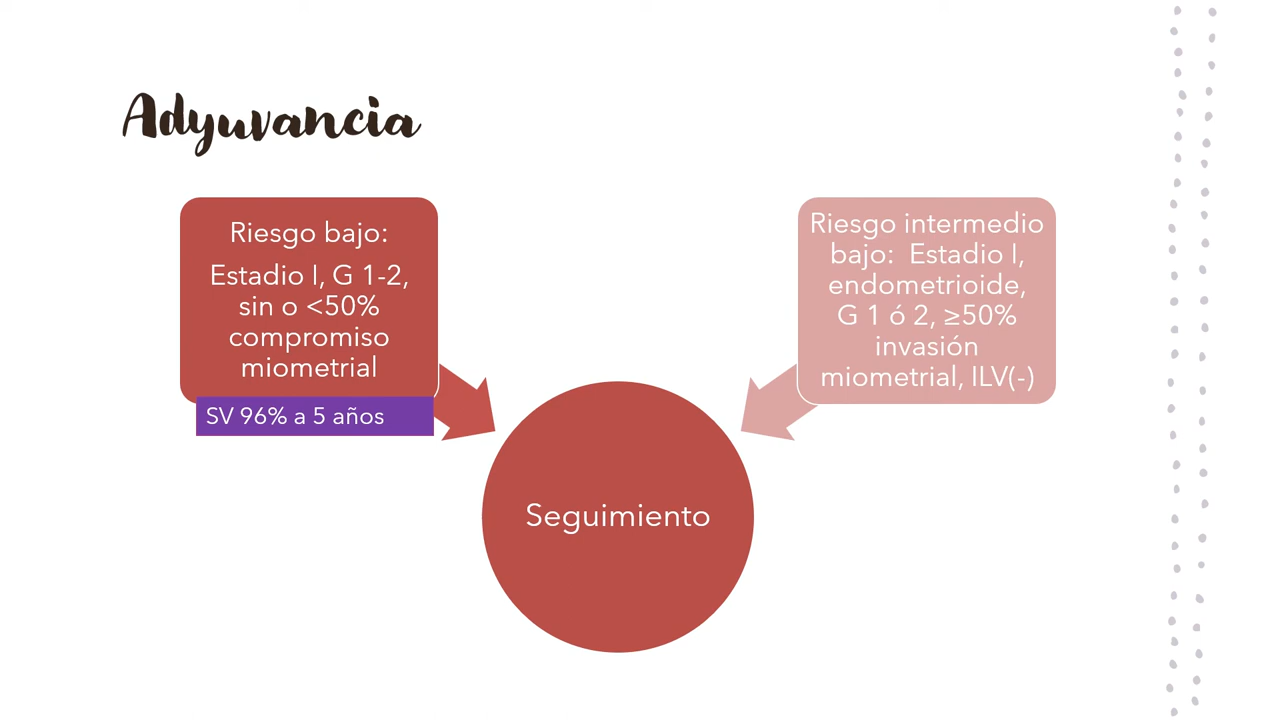 Adyuvancia
Riesgo bajo:
Estadio I, G 1-2,
sin o <50%
compromiso
miometrial
SV 96% a 5 años
Riesgo intermedio
bajo: Estadio I,
endometrioide,
G 1 ó 2, ≥50%
invasión
miometrial, ILV(-)
Seguimiento